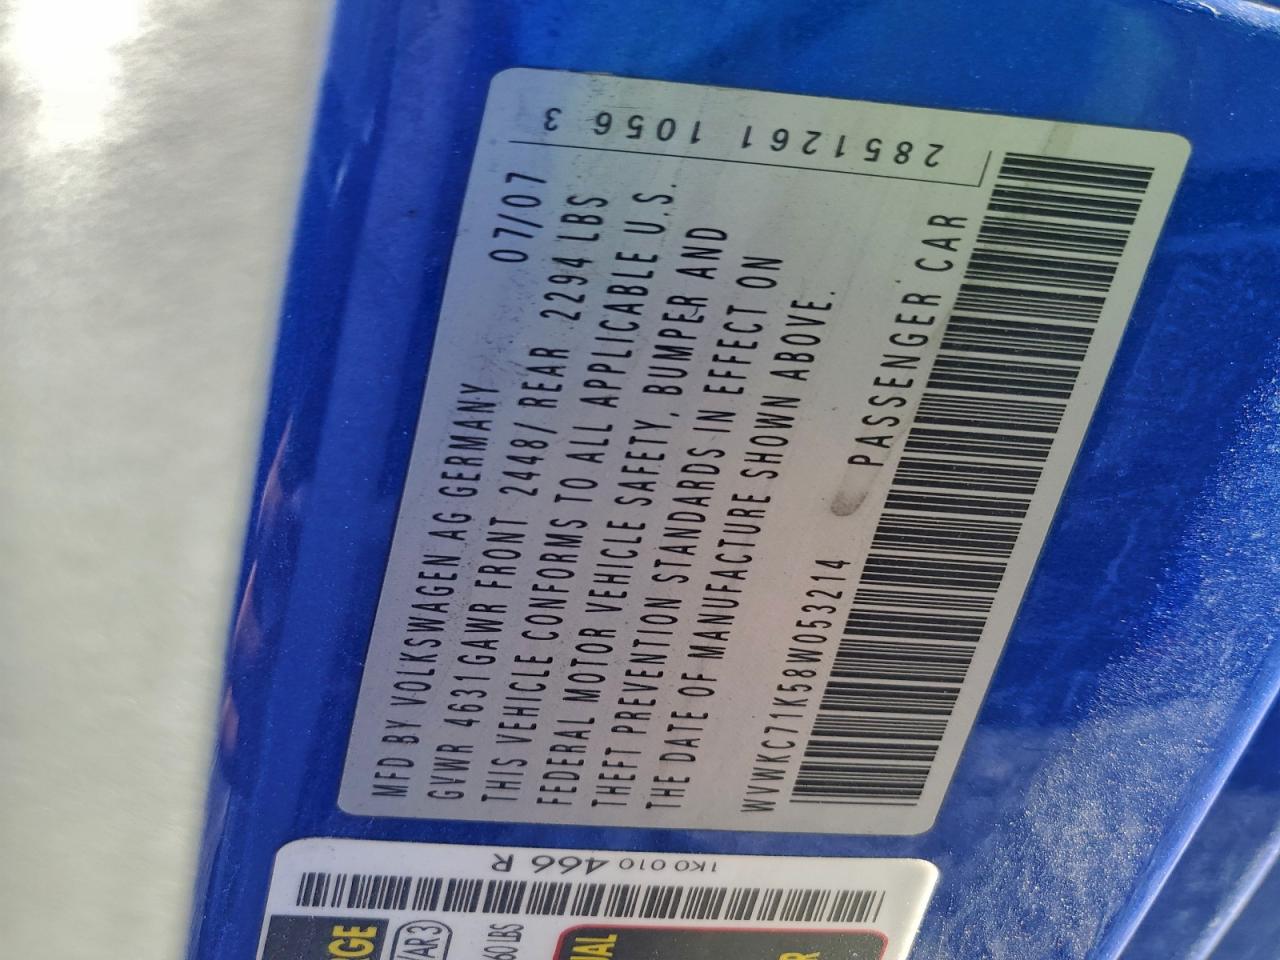 MFD BY VOLKSWAGEN AG GERMANY 07/07
GVWR 4631 GAWR FRONT 2448/ REAR 2294 LBS
THIS VEHICLE CONFORMS TO ALL APPLICABLE U.S.
FEDERAL MOTOR VEHICLE SAFETY, BUMPER AND
THEFT PREVENTION STANDARDS IN EFFECT ON
THE DATE OF MANUFACTURE SHOWN ABOVE.
WVWKC71K58W053214 PASSENGER CAR
2851261 1056 3
1K0 010 466 R